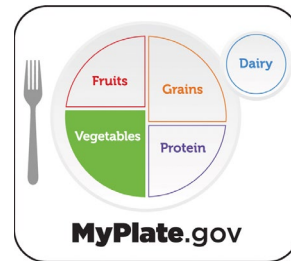 Fruits
Grains
Dairy
Vegetables
Protein
MyPlate.gov